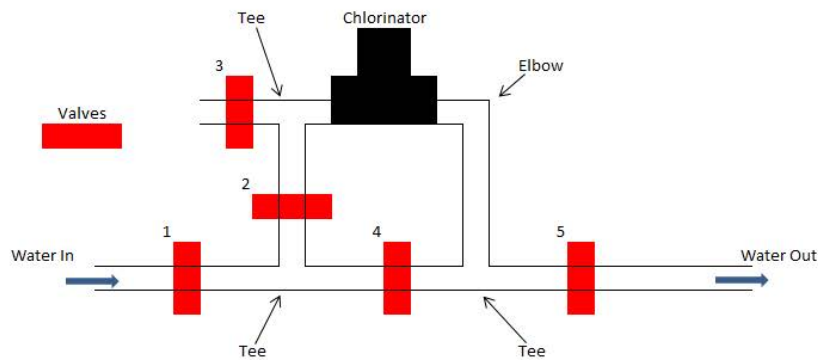 Tee
Chlorinator
3
Elbow
Valves
2
1
4
5
Water In
Water Out
Tee
Tee